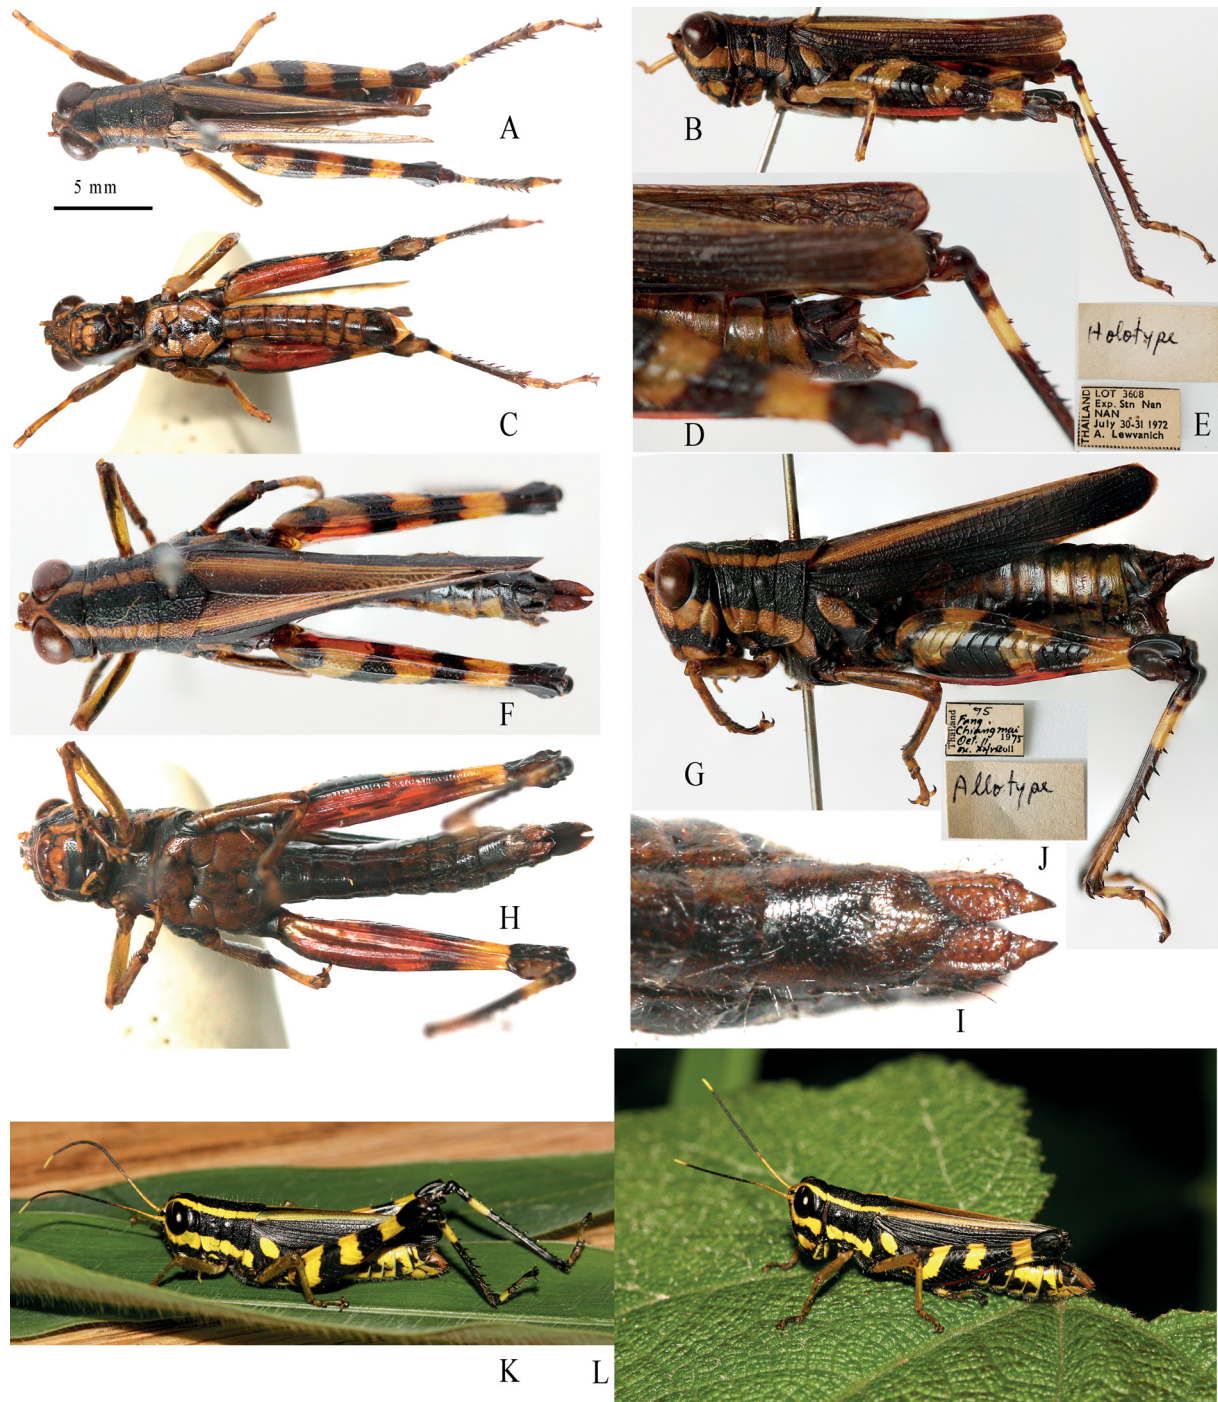 A
5 mm
B
C
D
Holotype
THAILAND
LOT 3608
Exp. Stn Nan
NAN
July 30-31 1972
A. Lewvanich
E
F
G
Thailand
75
Fang.
Chiangmai
Oct. 11, 1975
Allotype
J
H
I
K
L